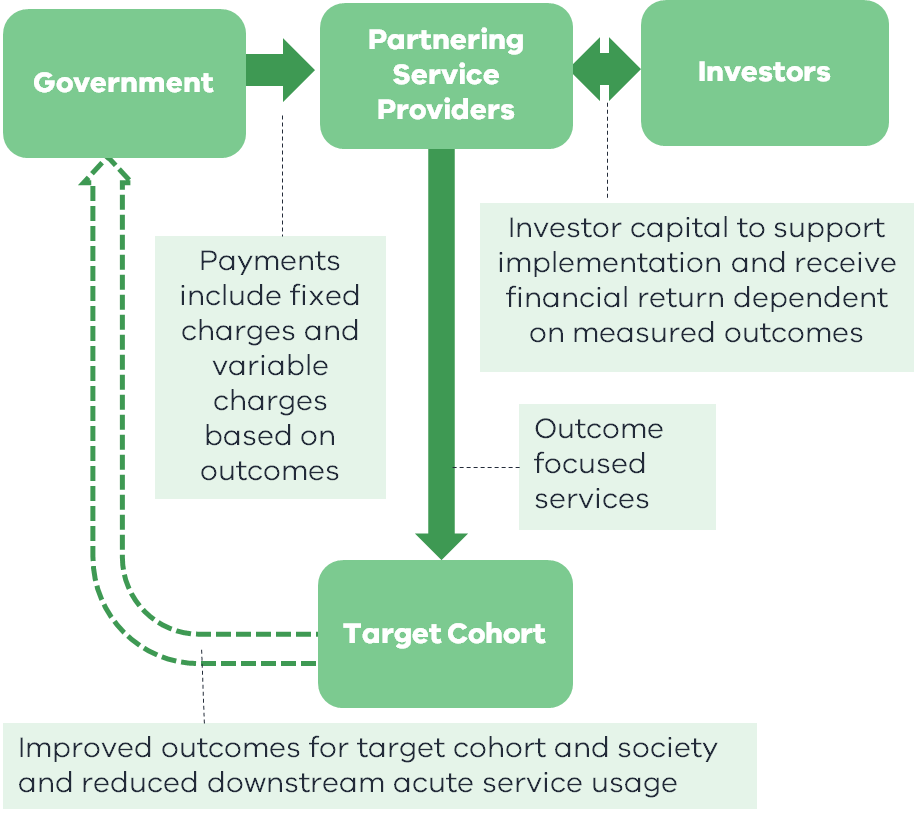 Government
Partnering
Service
Providers
Investors
Payments
include fixed
charges and
variable
charges
based on
outcomes
Investor capital to support
implementation and receive
financial return dependent
on measured outcomes
Outcome
focused
services
Target Cohort
Improved outcomes for target cohort and society
and reduced downstream acute service usage